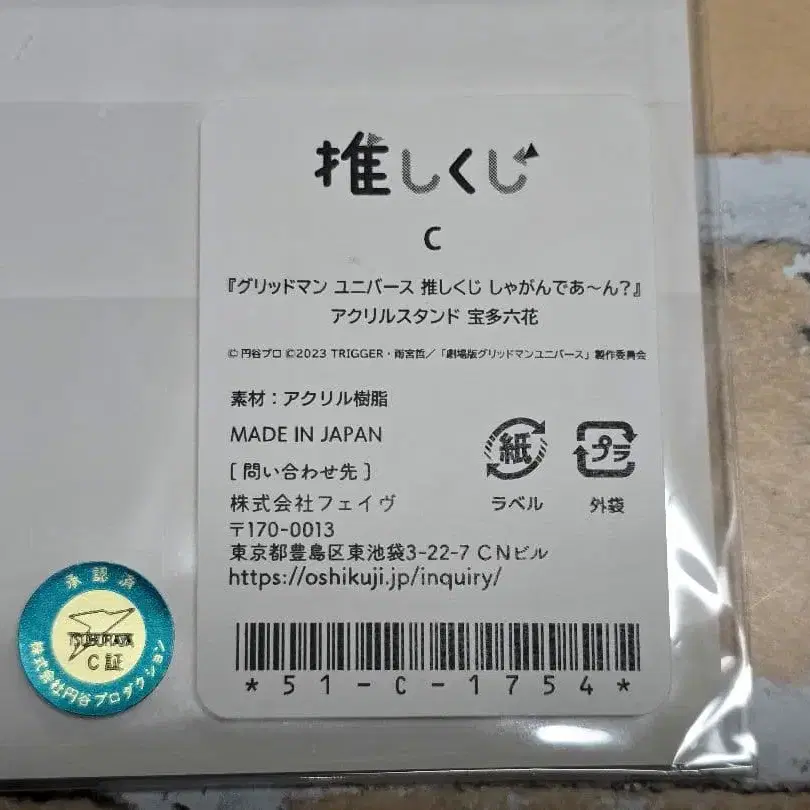 推しくじ
C
『グリッドマン ユニバース 推しくじ しゃがんであ～ん?』
アクリルスタンド 宝多六花
© 円谷プロ ©2023 TRIGGER・雨宮哲/「劇場版グリッドマンユニバース」製作委員会
素材：アクリル樹脂
MADE IN JAPAN
[ 問い合わせ先 ]
株式会社フェイヴ
〒170-0013
東京都豊島区東池袋3-22-7 CNビル
https://oshikuji.jp/inquiry/
紙
ラベル
プラ
外袋
*51-C-1754*
承認済
TSUBURAYA
C証
株式会社円谷プロダクション